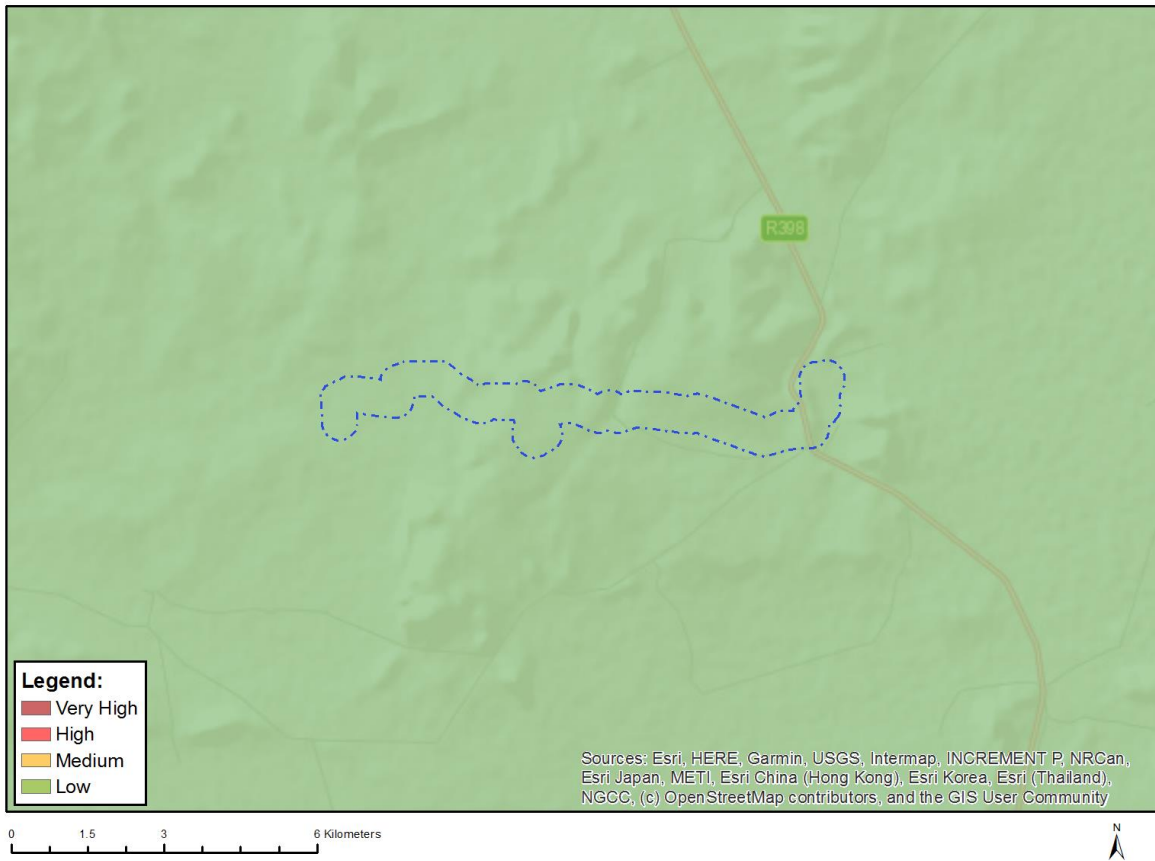 R398
Legend:
Very High
High
Medium
Low
Sources: Esri, HERE, Garmin, USGS, Intermap, INCREMENT P, NRCan,
Esri Japan, METI, Esri China (Hong Kong), Esri Korea, Esri (Thailand),
NGCC, (c) OpenStreetMap contributors, and the GIS User Community
0 1.5 3 6 Kilometers
N